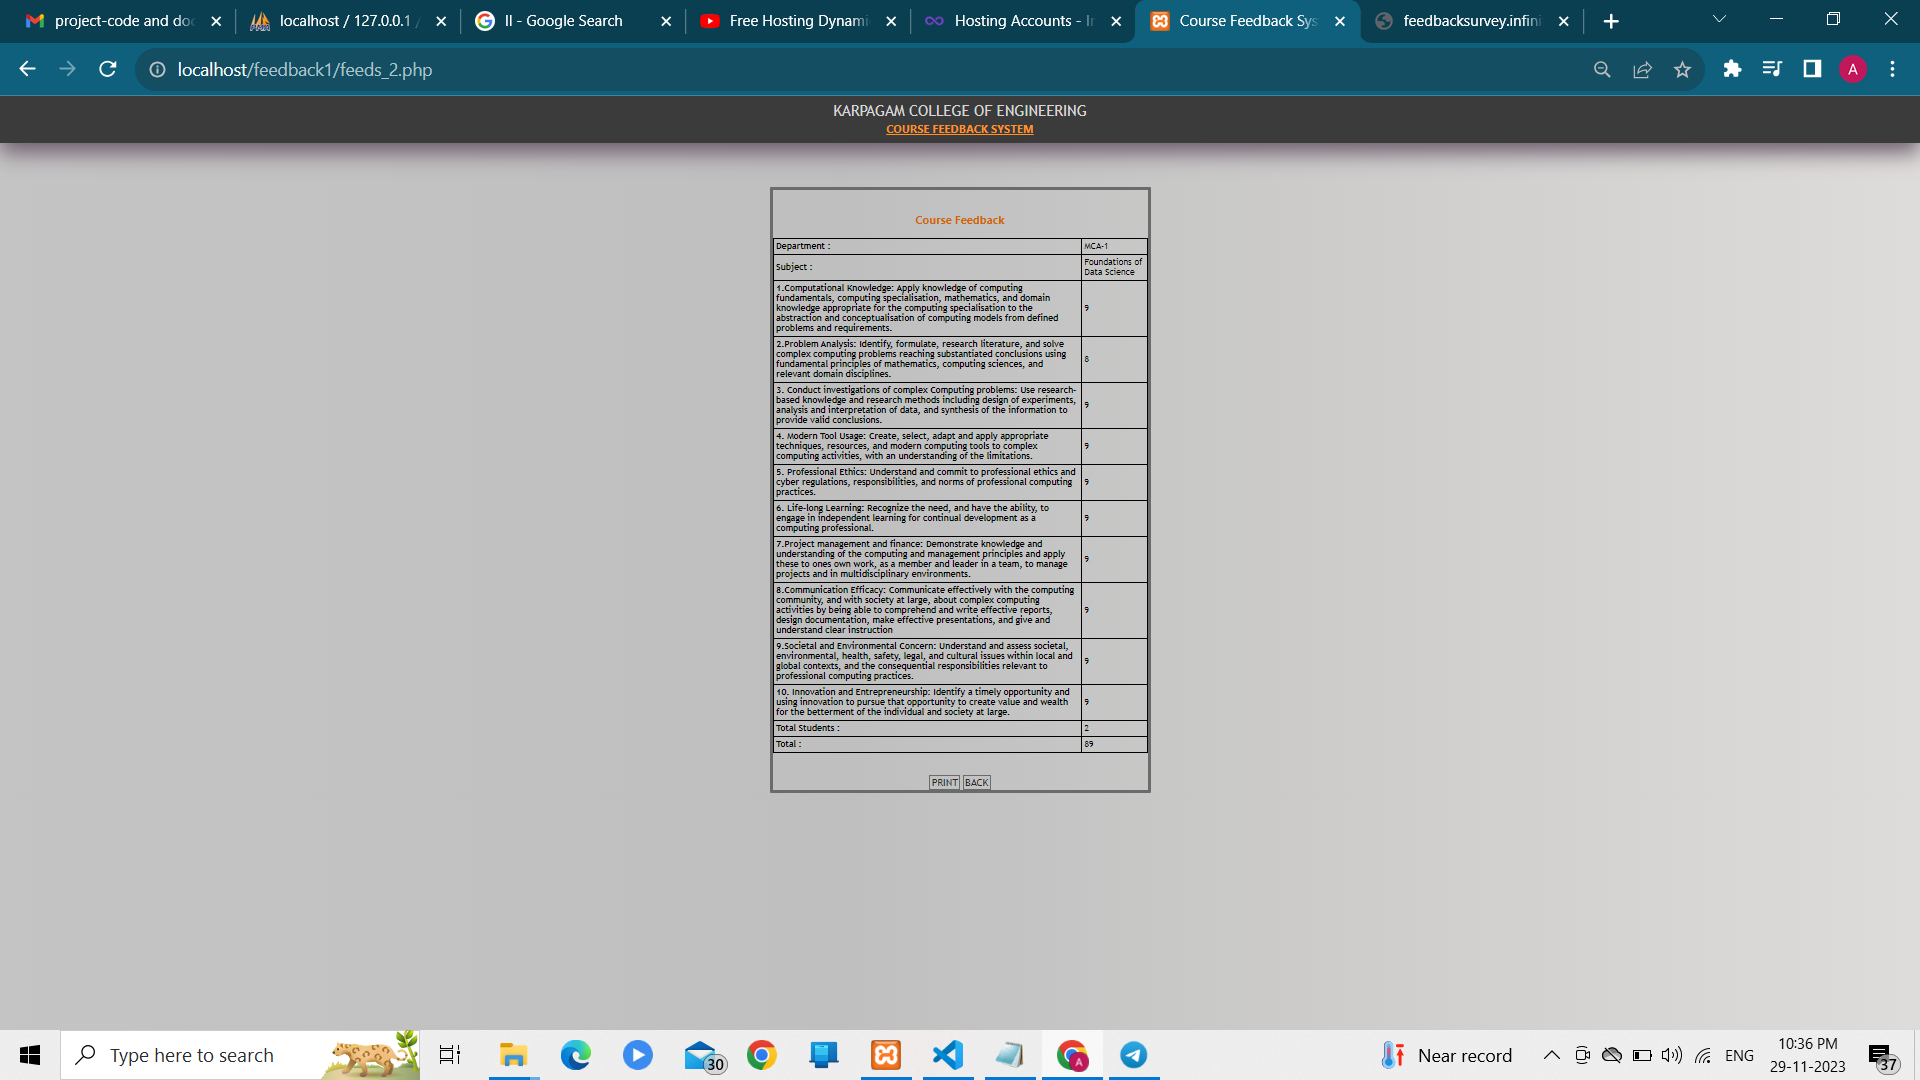 project-code and doc
localhost / 127.0.0.1 /
II - Google Search
Free Hosting Dynami
Hosting Accounts - In
Course Feedback Sys
feedbacksurvey.infini
localhost/feedback1/feeds_2.php
A
KARPAGAM COLLEGE OF ENGINEERING
COURSE FEEDBACK SYSTEM
Course Feedback
Department : MCA-1
Subject : Foundations of
Data Science
1.Computational Knowledge: Apply knowledge of computing
fundamentals, computing specialisation, mathematics, and domain
knowledge appropriate for the computing specialisation to the
abstraction and conceptualisation of computing models from defined
problems and requirements.
9
2.Problem Analysis: Identify, formulate, research literature, and solve
complex computing problems reaching substantiated conclusions using
fundamental principles of mathematics, computing sciences, and
relevant domain disciplines.
8
3. Conduct investigations of complex Computing problems: Use research-
based knowledge and research methods including design of experiments,
analysis and interpretation of data, and synthesis of the information to
provide valid conclusions.
9
4. Modern Tool Usage: Create, select, adapt and apply appropriate
techniques, resources, and modern computing tools to complex
computing activities, with an understanding of the limitations.
9
5. Professional Ethics: Understand and commit to professional ethics and
cyber regulations, responsibilities, and norms of professional computing
practices.
9
6. Life-long Learning: Recognize the need, and have the ability, to
engage in independent learning for continual development as a
computing professional.
9
7.Project management and finance: Demonstrate knowledge and
understanding of the computing and management principles and apply
these to ones own work, as a member and leader in a team, to manage
projects and in multidisciplinary environments.
9
8.Communication Efficacy: Communicate effectively with the computing
community, and with society at large, about complex computing
activities by being able to comprehend and write effective reports,
design documentation, make effective presentations, and give and
understand clear instruction
9
9.Societal and Environmental Concern: Understand and assess societal,
environmental, health, safety, legal, and cultural issues within local and
global contexts, and the consequential responsibilities relevant to
professional computing practices.
9
10. Innovation and Entrepreneurship: Identify a timely opportunity and
using innovation to pursue that opportunity to create value and wealth
for the betterment of the individual and society at large.
9
Total Students : 2
Total : 89
PRINT BACK
Type here to search
30
A
Near record
ENG
10:36 PM
29-11-2023
37